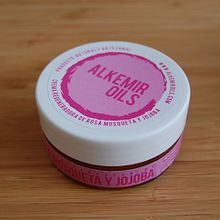 PRODUCTO NATURAL Y ARTESANAL
WWW.ALKEMIROILS.COM
ALKEMIR
OILS
CREMA REGENERADORA DE ROSA MOSQUETA Y JOJOBA
MOSQUETA Y JOJOBA